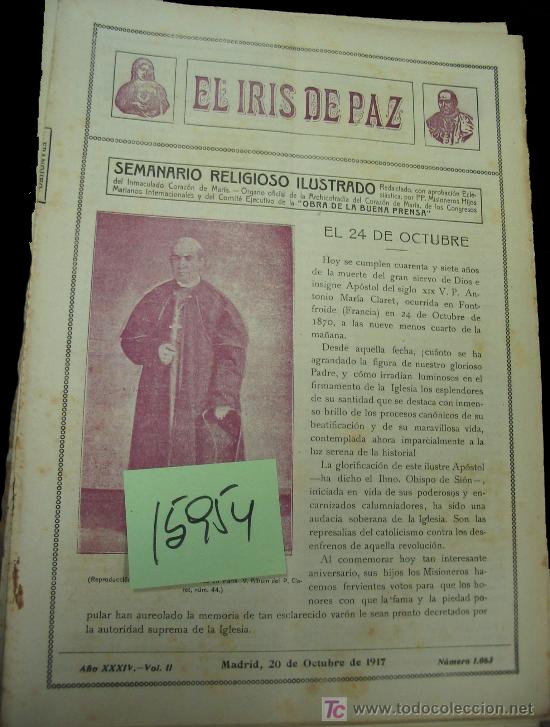 EL IRIS DE PAZ
SEMANARIO RELIGIOSO ILUSTRADO
Redactado, con aprobación Eclesiástica, por PP. Misioneros Hijos
del Inmaculado Corazón de María. — Organo oficial de la Archicofradía del Corazón de María, de los Congresos
Marianos Internacionales y del Comité Ejecutivo de la "OBRA DE LA BUENA PRENSA"
EL 24 DE OCTUBRE
Hoy se cumplen cuarenta y siete años
de la muerte del gran siervo de Dios e
insigne Apóstol del siglo XIX V. P. An-
tonio María Claret, ocurrida en Font-
froide (Francia) en 24 de Octubre de
1870, a las nueve menos cuarto de la
mañana.
Desde aquella fecha, ¡cuánto se ha
agrandado la figura de nuestro glorioso
Padre, y cómo irradian luminosos en el
firmamento de la Iglesia los esplendores
de su santidad que se destaca con inmen-
so brillo de los procesos canónicos de su
beatificación y de su maravillosa vida,
contemplada ahora imparcialmente a la
luz serena de la historia!
La glorificación de este ilustre Apóstol
—ha dicho el Ilmo. Obispo de Sión—,
iniciada en vida de sus poderosos y en-
carnizados calumniadores, ha sido una
audacia soberana de la Iglesia. Son las
represalias del catolicismo contra los des-
enfrenos de aquella revolución.
Al conmemorar hoy tan interesante
aniversario, sus hijos los Misioneros ha-
cemos fervientes votos para que los ho-
nores con que la fama y la piedad po-
pular han aureolado la memoria de tan esclarecido varón le sean pronto decretados por
la autoridad suprema de la Iglesia.
15954
(Reproducción
en París. V. Album del P. Cla-
ret, núm. 44.)
Año XXXIV.—Vol. II
Madrid, 20 de Octubre de 1917
Número 1.063
TC todocoleccion
www.todocoleccion.net